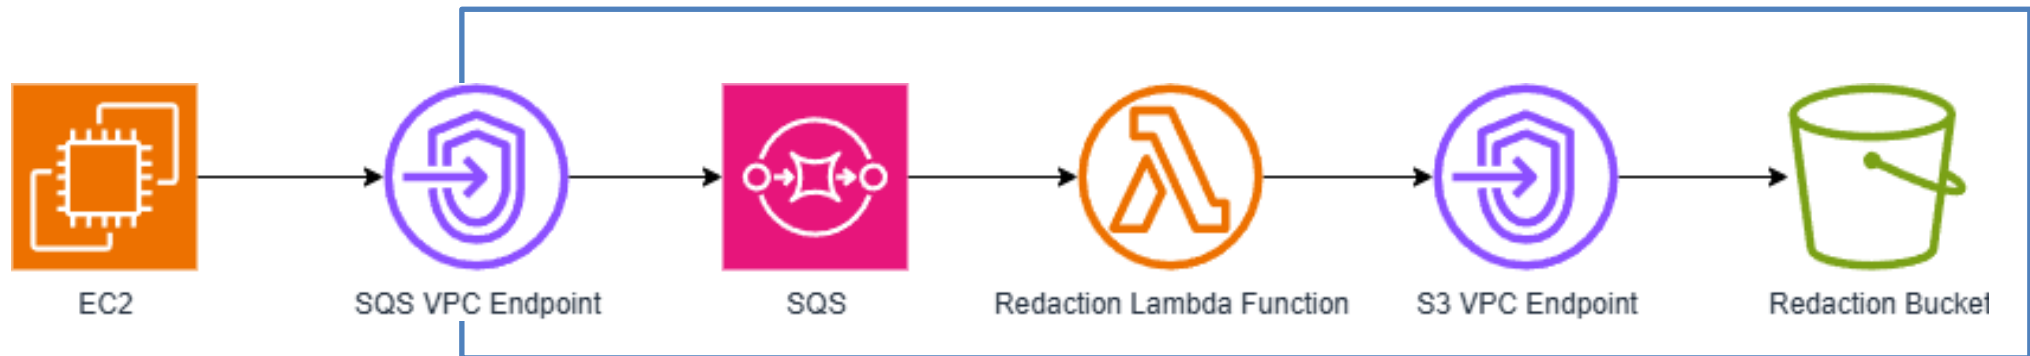 EC2
SQS VPC Endpoint
SQS
Redaction Lambda Function
S3 VPC Endpoint
Redaction Bucket